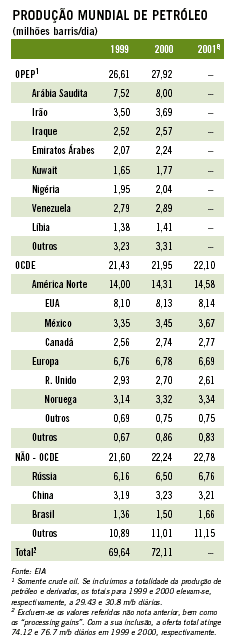 PRODUÇÃO MUNDIAL DE PETRÓLEO
(milhões barris/dia)
1999 2000 2001⁸
OPEP¹ 26,61 27,92 –
Arábia Saudita 7,52 8,00 –
Irão 3,50 3,69 –
Iraque 2,52 2,57 –
Emiratos Árabes 2,07 2,24 –
Kuwait 1,65 1,77 –
Nigéria 1,95 2,04 –
Venezuela 2,79 2,89 –
Líbia 1,38 1,41 –
Outros 3,23 3,31 –
OCDE 21,43 21,95 22,10
América Norte 14,00 14,31 14,58
EUA 8,10 8,13 8,14
México 3,35 3,45 3,67
Canadá 2,56 2,74 2,77
Europa 6,76 6,78 6,69
R. Unido 2,93 2,70 2,61
Noruega 3,14 3,32 3,34
Outros 0,69 0,75 0,75
Outros 0,67 0,86 0,83
NÃO - OCDE 21,60 22,24 22,78
Rússia 6,16 6,50 6,76
China 3,19 3,23 3,21
Brasil 1,36 1,50 1,66
Outros 10,89 11,01 11,15
Total² 69,64 72,11 –
Fonte: EIA
¹ Somente crude oil. Se incluírmos a totalidade da produção de
petróleo e derivados, os totais para 1999 e 2000 elevam-se,
respectivamente, a 29.43 e 30.8 m/b diários.
² Excluem-se os valores referidos na nota anterior, bem como
os "processing gains". Com a sua inclusão, a oferta total atinge
74.12 e 76.7 m/b diários em 1999 e 2000, respectivamente.